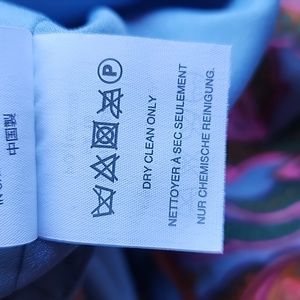 DRY CLEAN ONLY
NETTOYER À SEC SEULEMENT
NUR CHEMISCHE REINIGUNG.
中国製
P